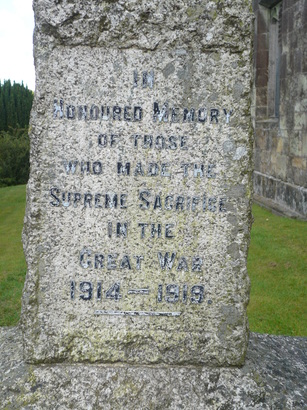 IN
HONOURED MEMORY
OF THOSE
WHO MADE THE
SUPREME SACRIFICE
IN THE
GREAT WAR
1914—1919.